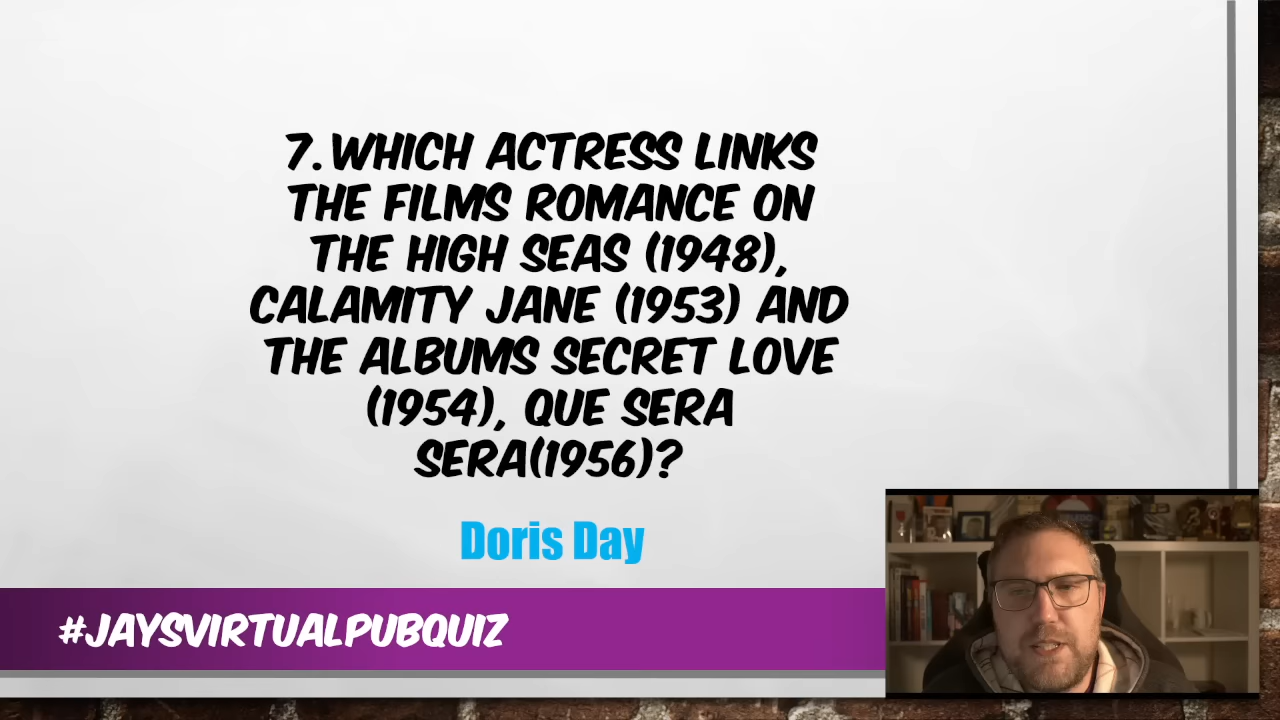 7. WHICH ACTRESS LINKS
THE FILMS ROMANCE ON
THE HIGH SEAS (1948),
CALAMITY JANE (1953) AND
THE ALBUMS SECRET LOVE
(1954), QUE SERA
SERA(1956)?
Doris Day
#JAYSVIRTUALPUBQUIZ